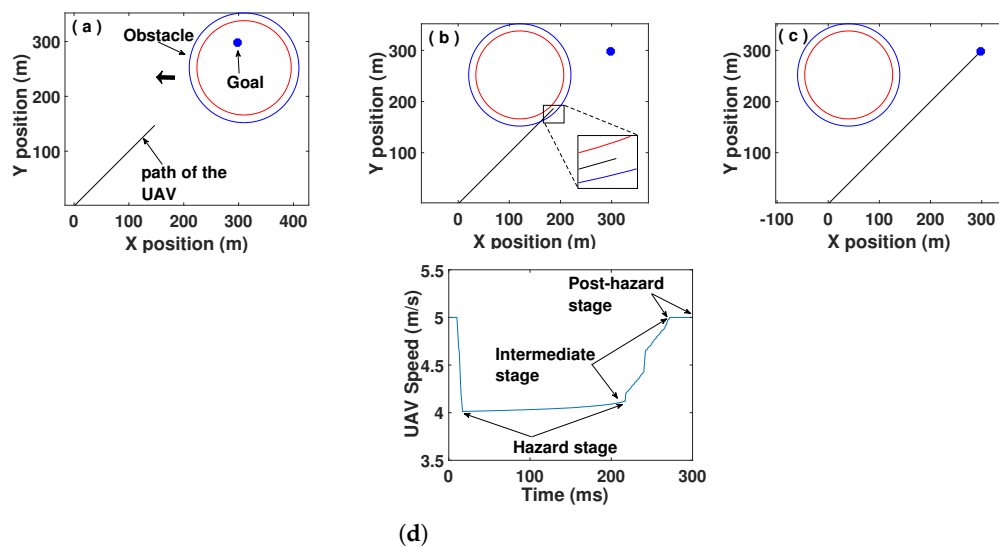 ( a )
Obstacle
Goal
path of the
UAV
Y position (m)
300
200
100
0
100
200
300
400
X position (m)
( b )
Y position (m)
300
200
100
0
100
200
300
X position (m)
( c )
Y position (m)
300
200
100
-100
0
100
200
300
X position (m)
5.5
5
4.5
4
3.5
UAV Speed (m/s)
Post-hazard
stage
Intermediate
stage
Hazard stage
0
100
200
300
Time (ms)
(d)